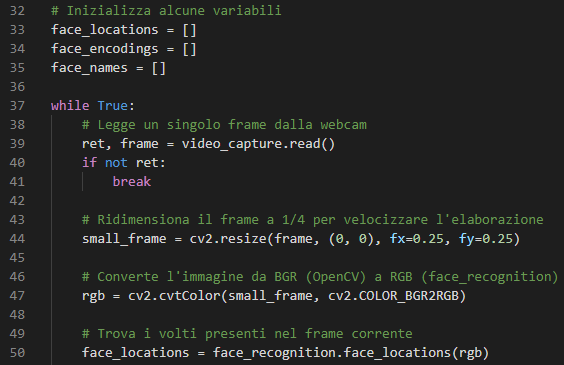 32 # Inizializza alcune variabili
33 face_locations = []
34 face_encodings = []
35 face_names = []
36
37 while True:
38     # Legge un singolo frame dalla webcam
39     ret, frame = video_capture.read()
40     if not ret:
41         break
42
43     # Ridimensiona il frame a 1/4 per velocizzare l'elaborazione
44     small_frame = cv2.resize(frame, (0, 0), fx=0.25, fy=0.25)
45
46     # Converte l'immagine da BGR (OpenCV) a RGB (face_recognition)
47     rgb = cv2.cvtColor(small_frame, cv2.COLOR_BGR2RGB)
48
49     # Trova i volti presenti nel frame corrente
50     face_locations = face_recognition.face_locations(rgb)